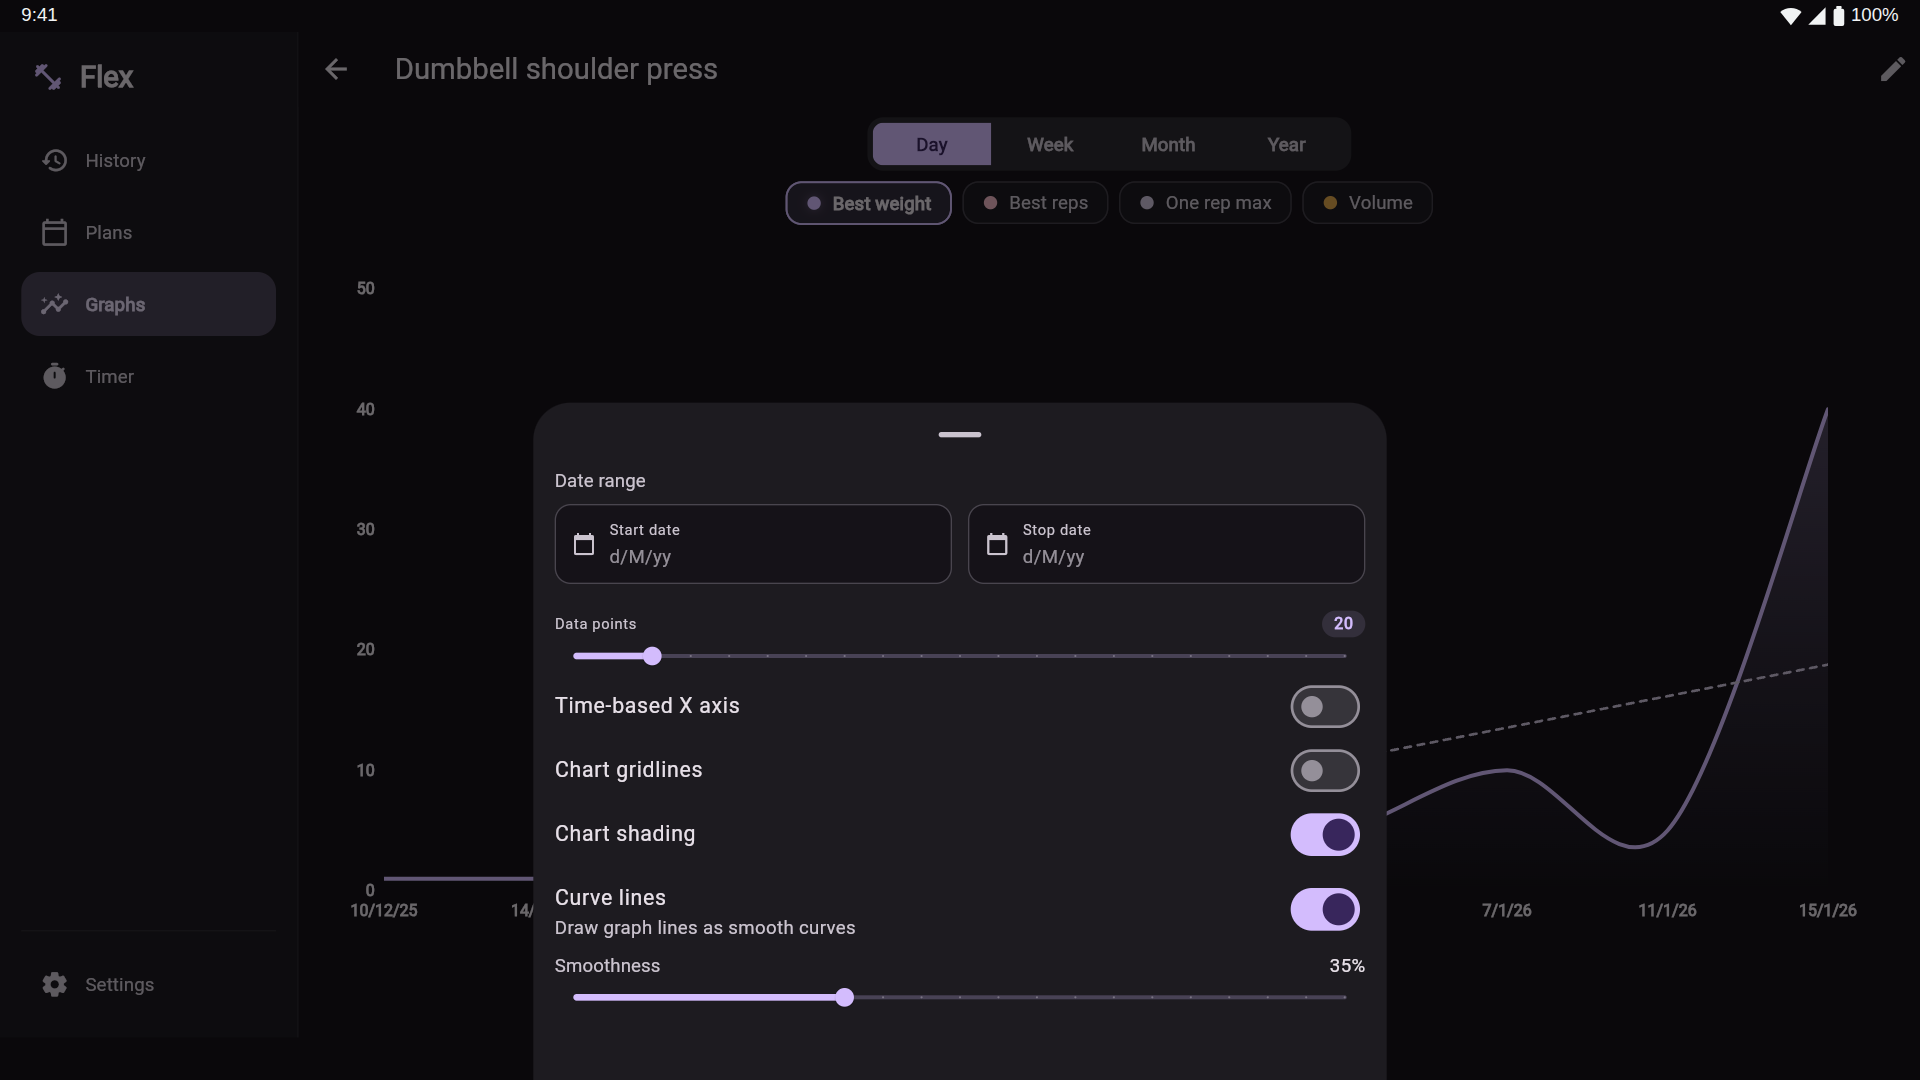 9:41
100%
Flex
Dumbbell shoulder press
History
Plans
Graphs
Timer
Settings
Day Week Month Year
Best weight Best reps One rep max Volume
50
40
30
20
10
0
10/12/25 14/ 7/1/26 11/1/26 15/1/26
Date range
Start date
d/M/yy
Stop date
d/M/yy
Data points 20
Time-based X axis
Chart gridlines
Chart shading
Curve lines
Draw graph lines as smooth curves
Smoothness 35%